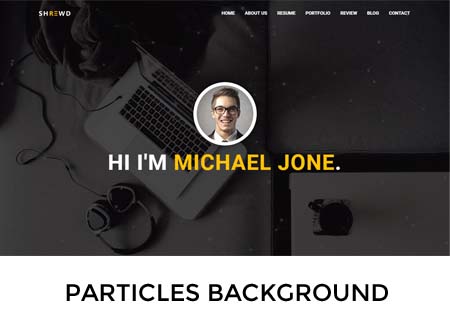 SHREWD
HOME ABOUT US RESUME PORTFOLIO REVIEW BLOG CONTACT
HI I'M MICHAEL JONE.
PARTICLES BACKGROUND